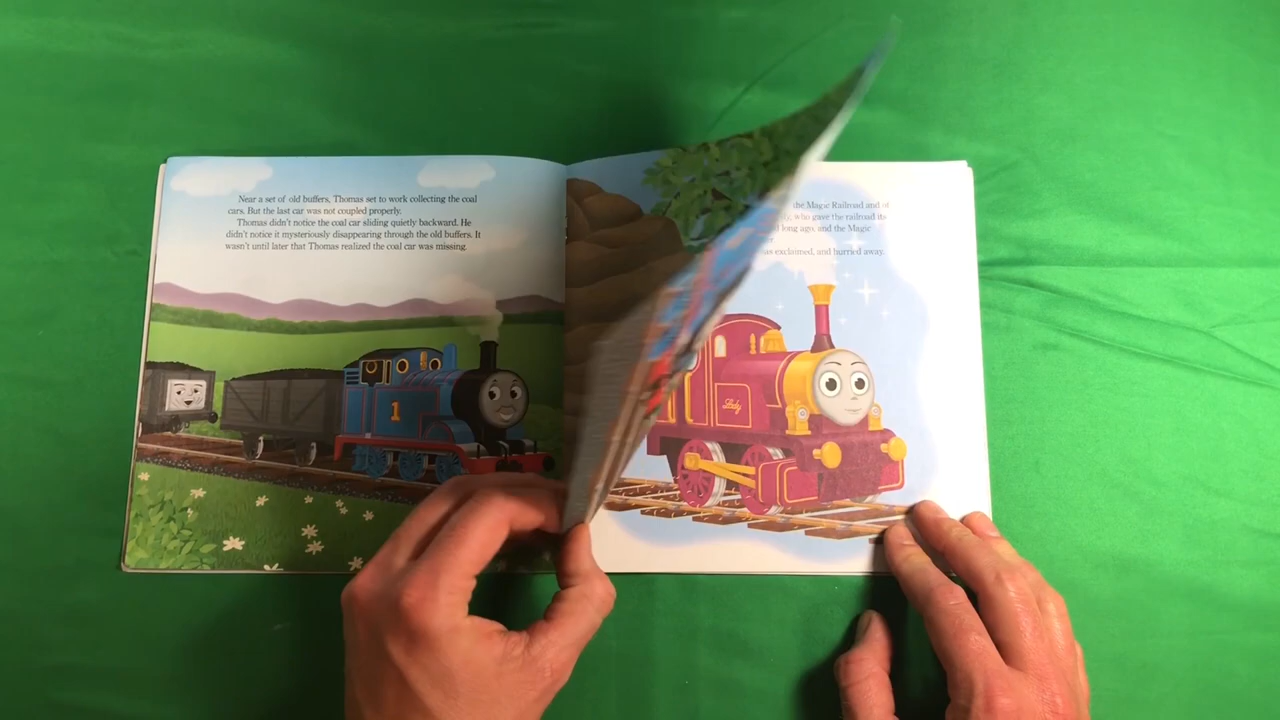 Near a set of old buffers, Thomas set to work collecting the coal
cars. But the last car was not coupled properly.
Thomas didn't notice the coal car sliding quietly backward. He
didn't notice it mysteriously disappearing through the old buffers. It
wasn't until later that Thomas realized the coal car was missing.
1
the Magic Railroad and of
who gave the railroad its
long ago, and the Magic
exclaimed, and hurried away.
Lady